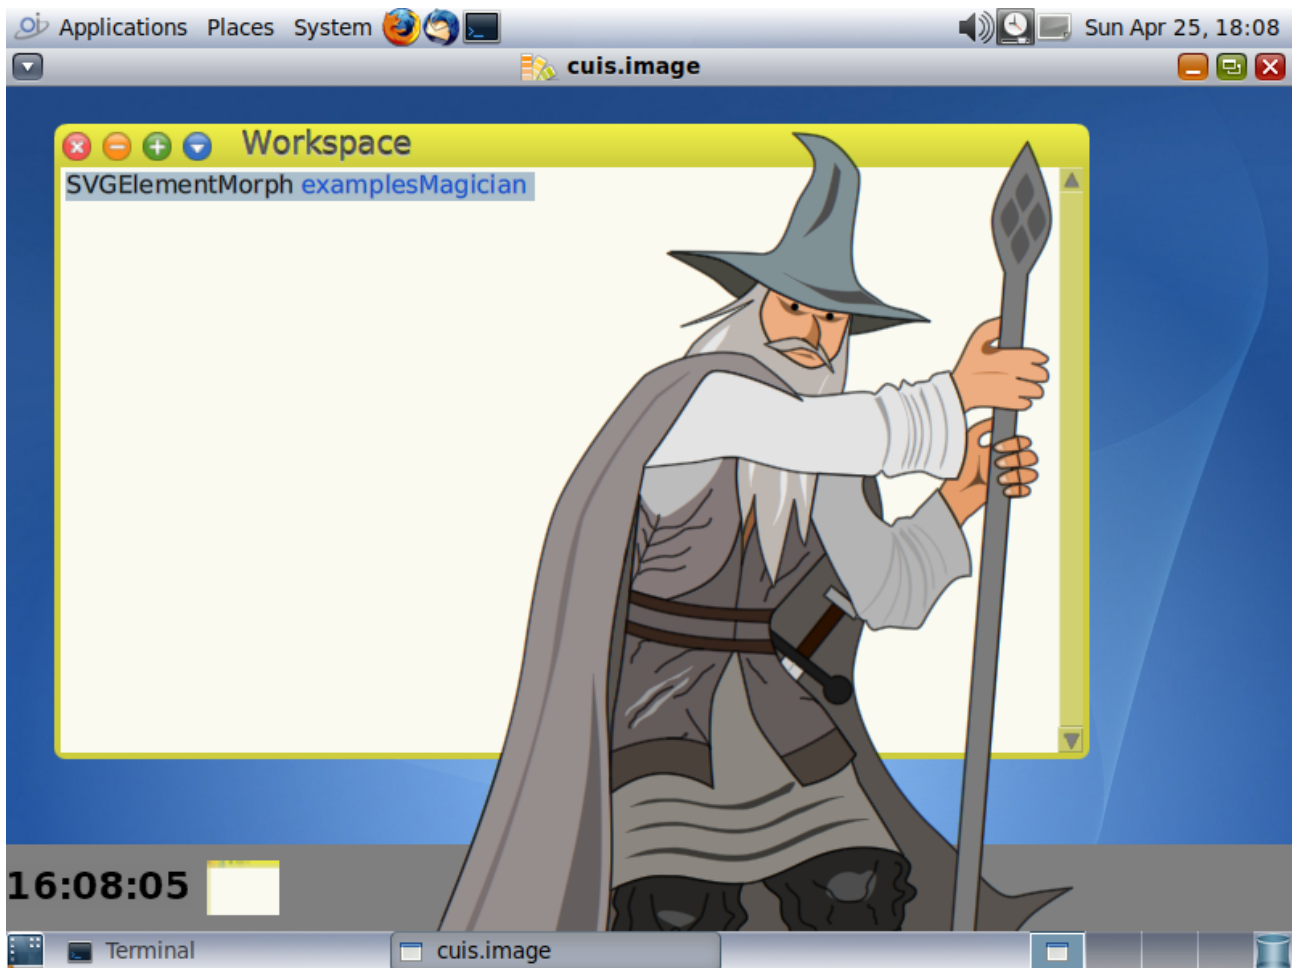 Applications Places System Sun Apr 25, 18:08
cuis.image
Workspace
SVGElementMorph examplesMagician
16:08:05
Terminal cuis.image